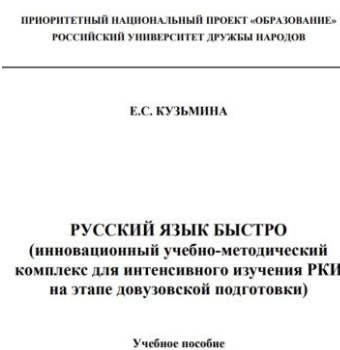 ПРИОРИТЕТНЫЙ НАЦИОНАЛЬНЫЙ ПРОЕКТ «ОБРАЗОВАНИЕ»
РОССИЙСКИЙ УНИВЕРСИТЕТ ДРУЖБЫ НАРОДОВ
Е.С. КУЗЬМИНА
РУССКИЙ ЯЗЫК БЫСТРО
(инновационный учебно-методический
комплекс для интенсивного изучения РКИ
на этапе довузовской подготовки)
Учебное пособие